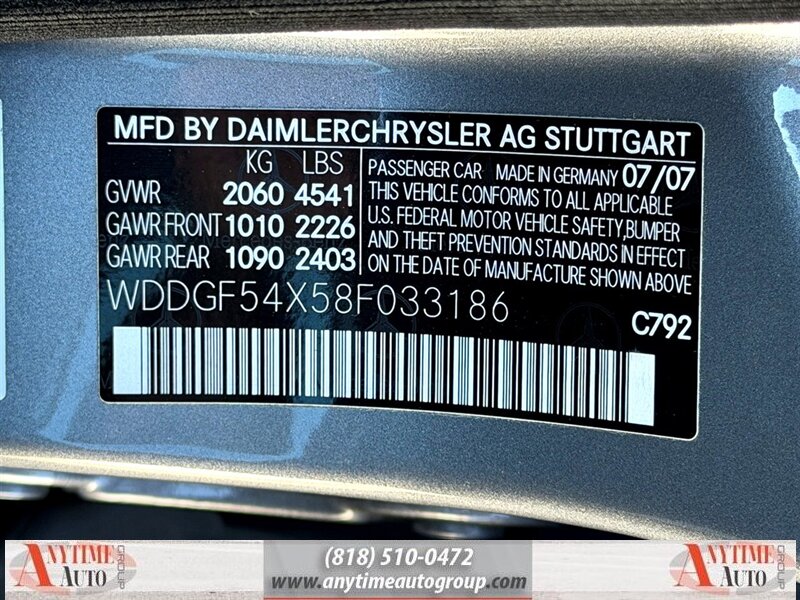 MFD BY DAIMLERCHRYSLER AG STUTTGART
KG LBS
GVWR 2060 4541
GAWR FRONT 1010 2226
GAWR REAR 1090 2403
PASSENGER CAR MADE IN GERMANY 07/07
THIS VEHICLE CONFORMS TO ALL APPLICABLE
U.S. FEDERAL MOTOR VEHICLE SAFETY,BUMPER
AND THEFT PREVENTION STANDARDS IN EFFECT
ON THE DATE OF MANUFACTURE SHOWN ABOVE
WDDGF54X58F033186
C792
ANYTIME AUTO GROUP
(818) 510-0472
www.anytimeautogroup.com
ANYTIME AUTO GROUP